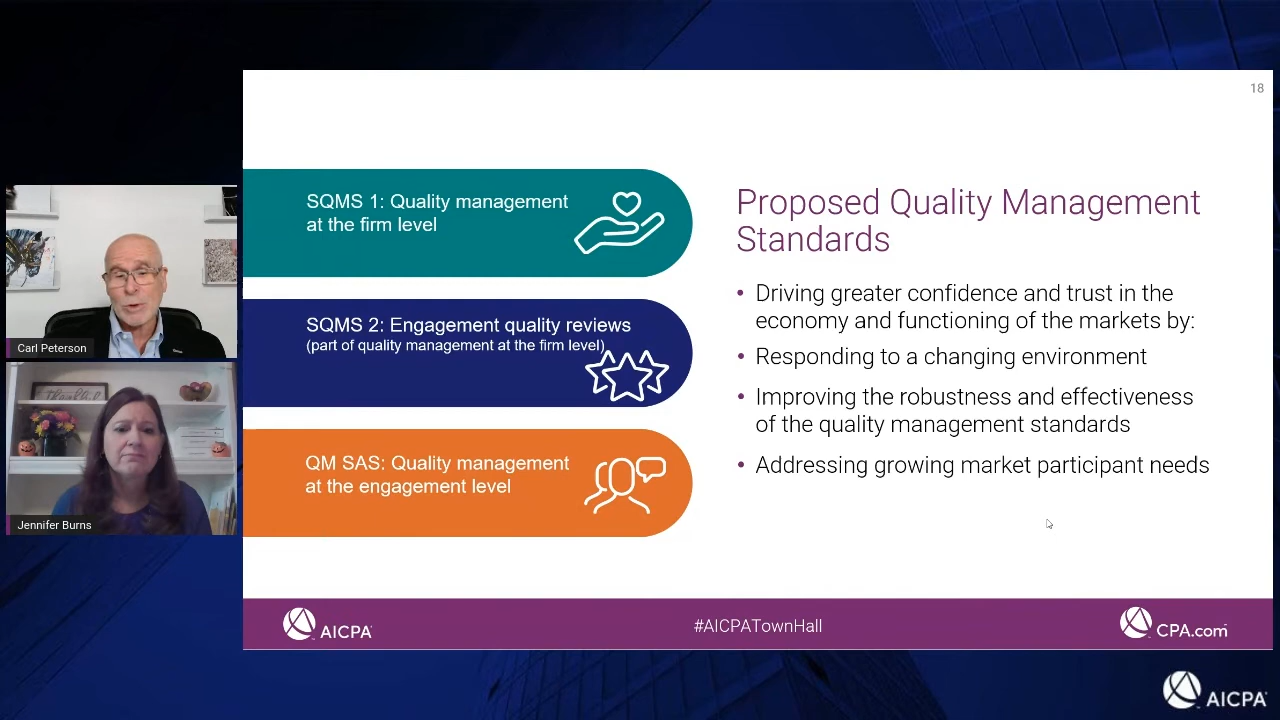 18
SQMS 1: Quality management
at the firm level
SQMS 2: Engagement quality reviews
(part of quality management at the firm level)
QM SAS: Quality management
at the engagement level
Proposed Quality Management
Standards
• Driving greater confidence and trust in the
economy and functioning of the markets by:
• Responding to a changing environment
• Improving the robustness and effectiveness
of the quality management standards
• Addressing growing market participant needs
Carl Peterson
Jennifer Burns
AICPA
#AICPATownHall
CPA.com
AICPA